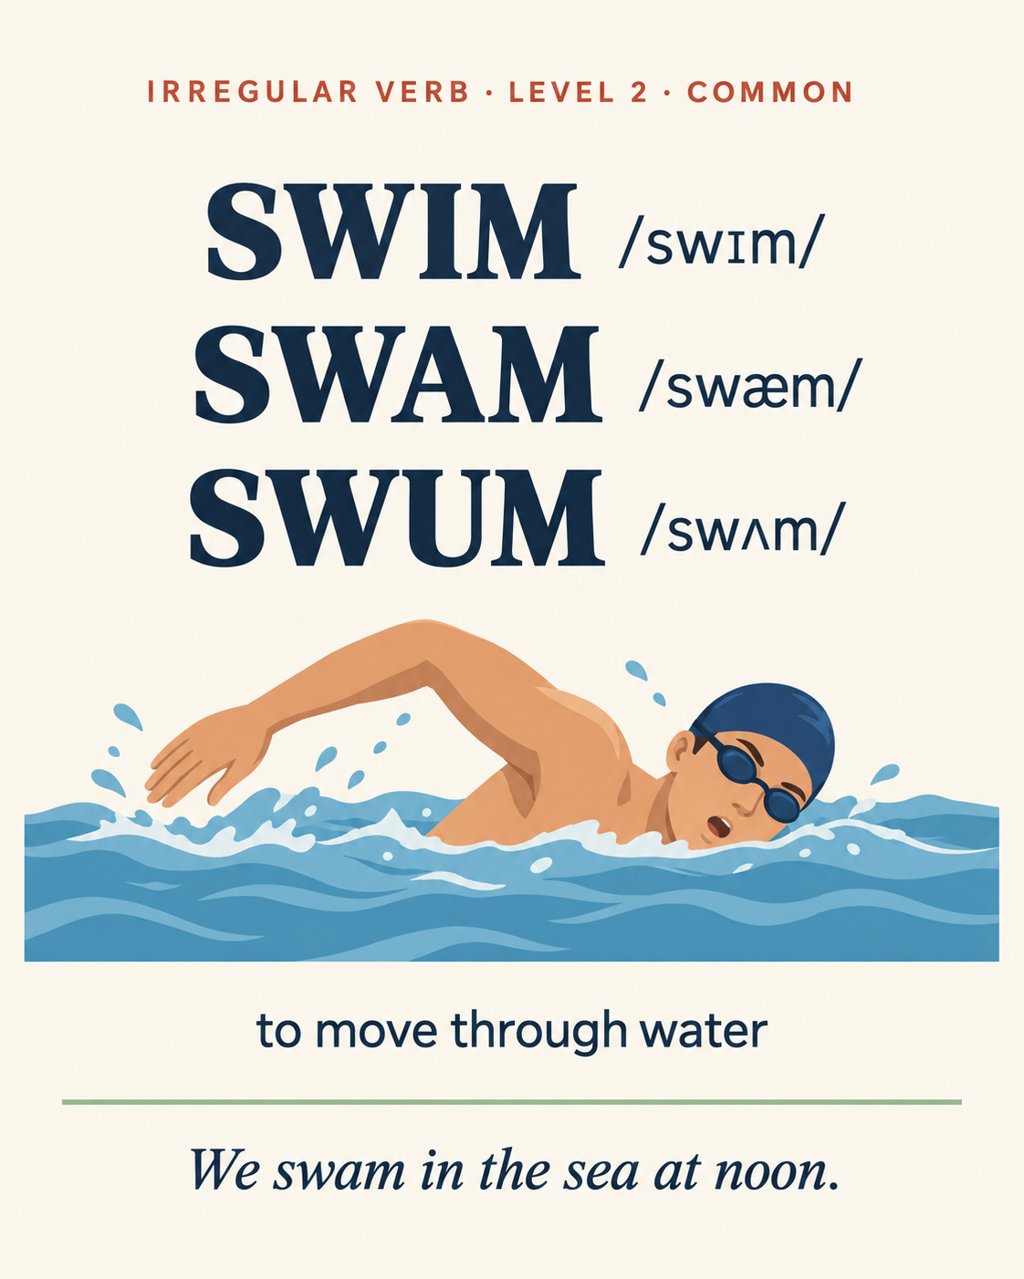 IRREGULAR VERB · LEVEL 2 · COMMON
SWIM /swɪm/
SWAM /swæm/
SWUM /swʌm/
to move through water
We swam in the sea at noon.